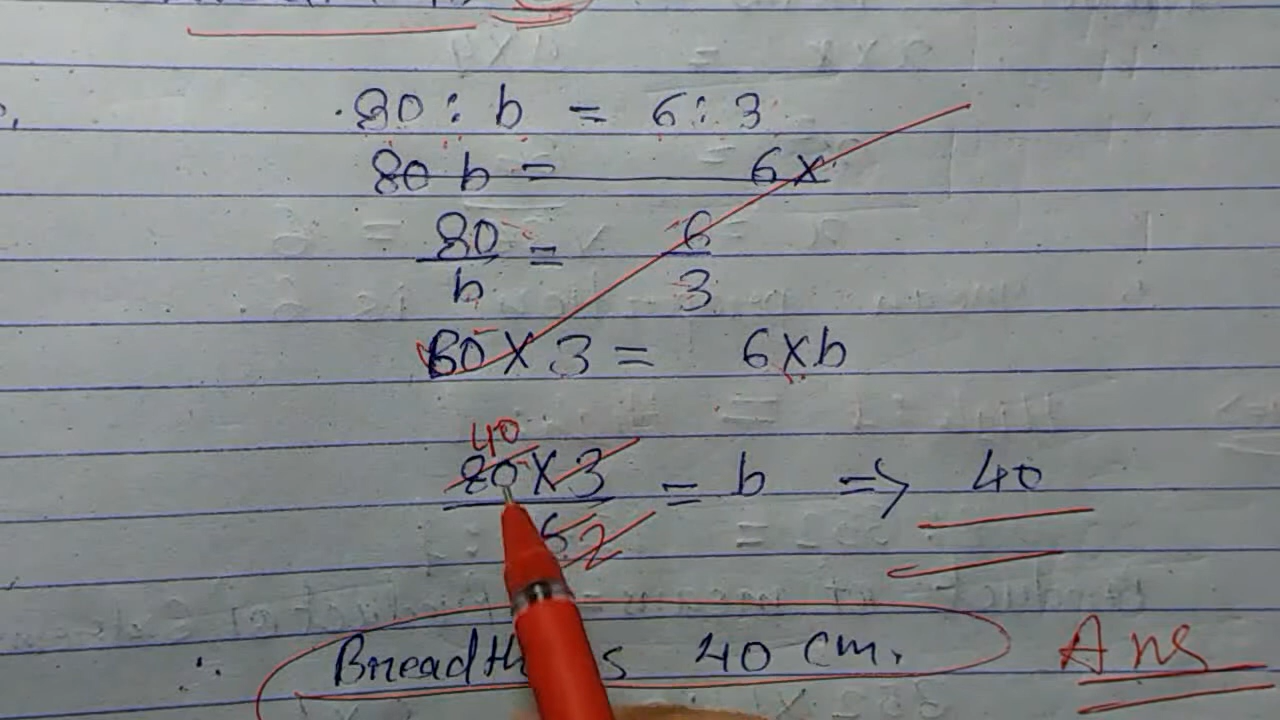 80 : b = 6 : 3
80 b = 6 x
80/b = 6/3
80 x 3 = 6 x b
40
80 x 3 / 6 2 = b ⇒ 40
∴ Breadth is 40 cm. Ans